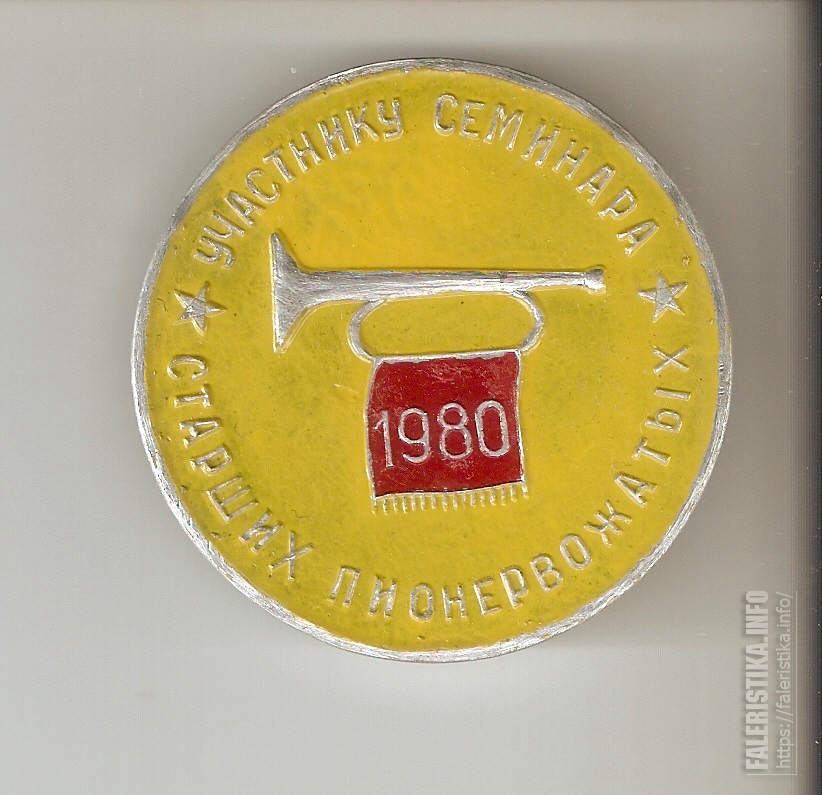 УЧАСТНИКУ СЕМИНАРА
СТАРШИХ ПИОНЕРВОЖАТЫХ
1980
FALERISTIKA.INFO
https://faleristika.info/